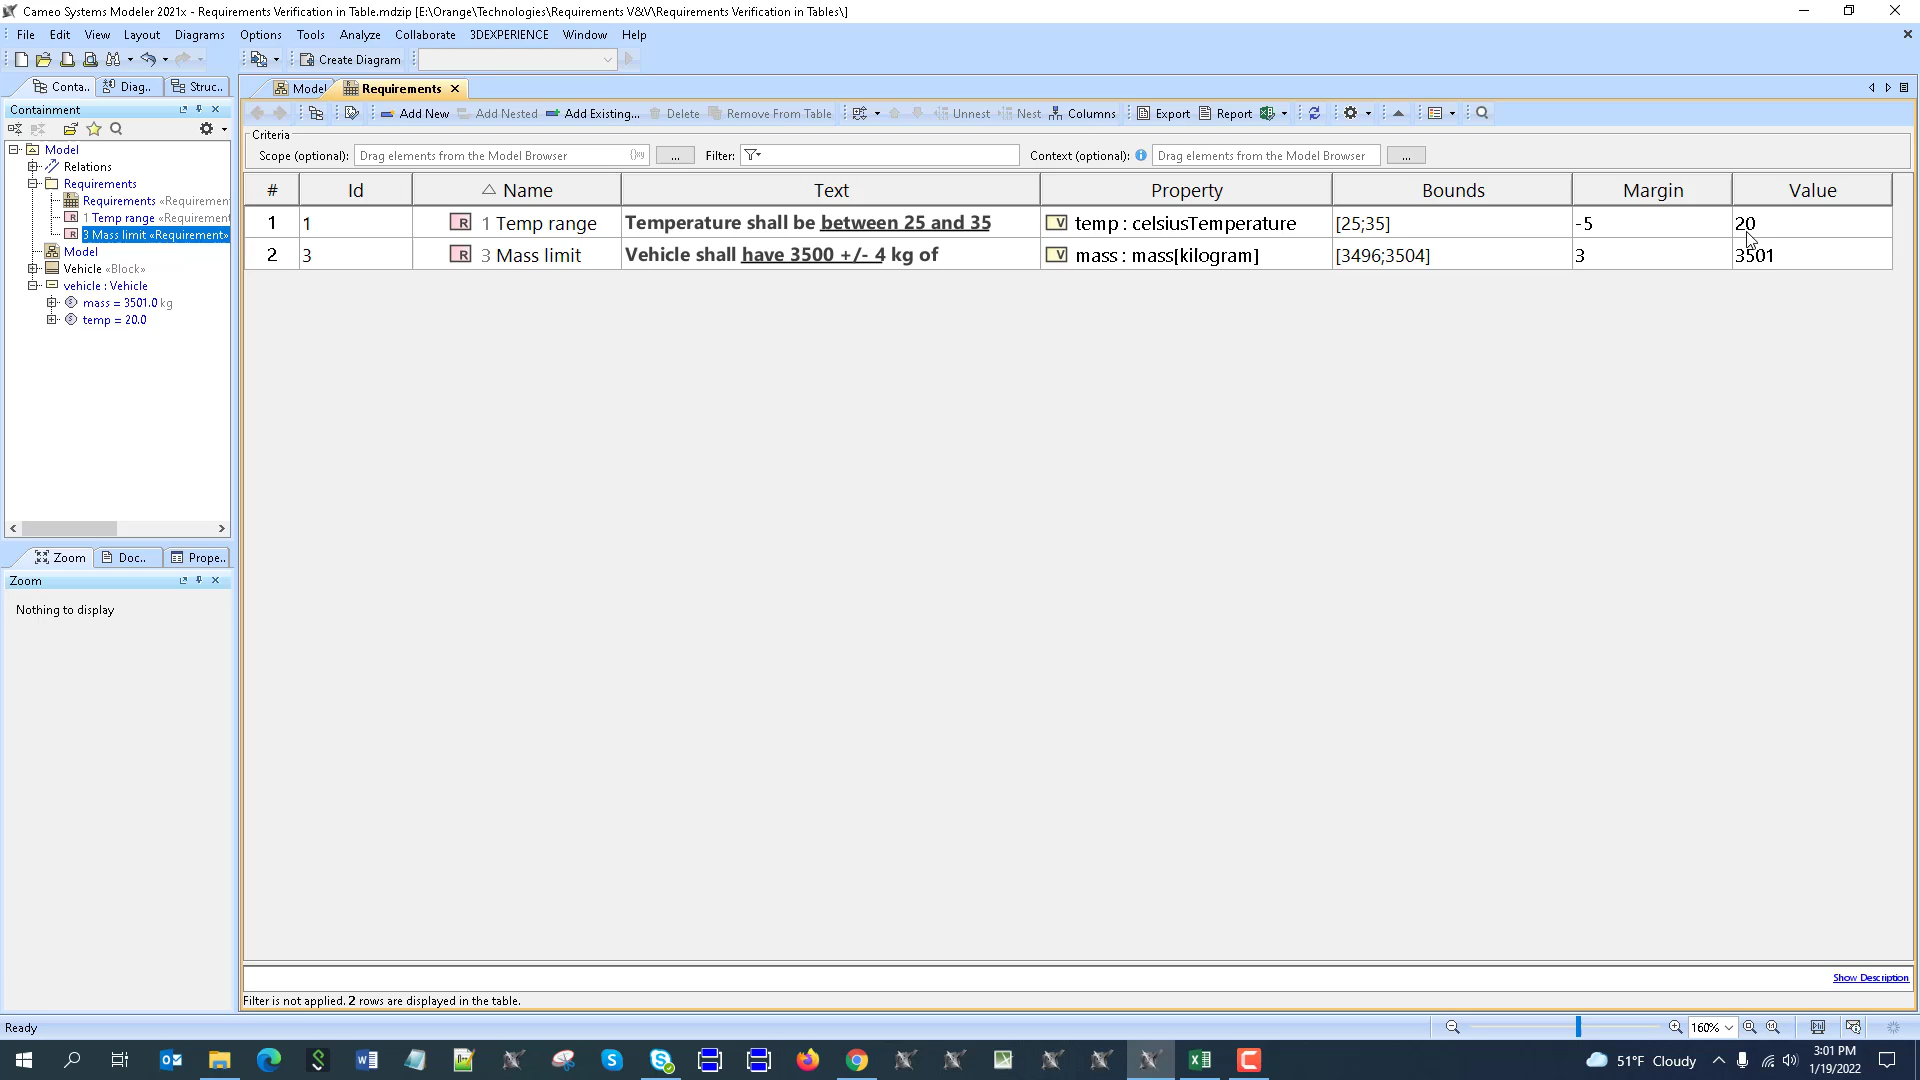 Cameo Systems Modeler 2021x - Requirements Verification in Table.mdzip [E:\Orange\Technologies\Requirements V&V\Requirements Verification in Tables\]
File Edit View Layout Diagrams Options Tools Analyze Collaborate 3DEXPERIENCE Window Help
Create Diagram
Conta.. Diag.. Struc..
Containment
Model
Relations
Requirements
Requirements «Requiremen
1 Temp range «Requiremen
3 Mass limit «Requirement»
Model
Vehicle «Block»
vehicle : Vehicle
mass = 3501.0 kg
temp = 20.0
Zoom Doc.. Prope..
Zoom
Nothing to display
Model Requirements
Add New Add Nested Add Existing... Delete Remove From Table Unnest Nest Columns Export Report
Criteria
Scope (optional): Drag elements from the Model Browser ... Filter: Context (optional): Drag elements from the Model Browser ...
# Id Name Text Property Bounds Margin Value
1 1 R 1 Temp range Temperature shall be between 25 and 35 V temp : celsiusTemperature [25;35] -5 20
2 3 R 3 Mass limit Vehicle shall have 3500 +/- 4 kg of V mass : mass[kilogram] [3496;3504] 3 3501
Show Description
Filter is not applied. 2 rows are displayed in the table.
Ready
160%
51°F Cloudy
3:01 PM
1/19/2022